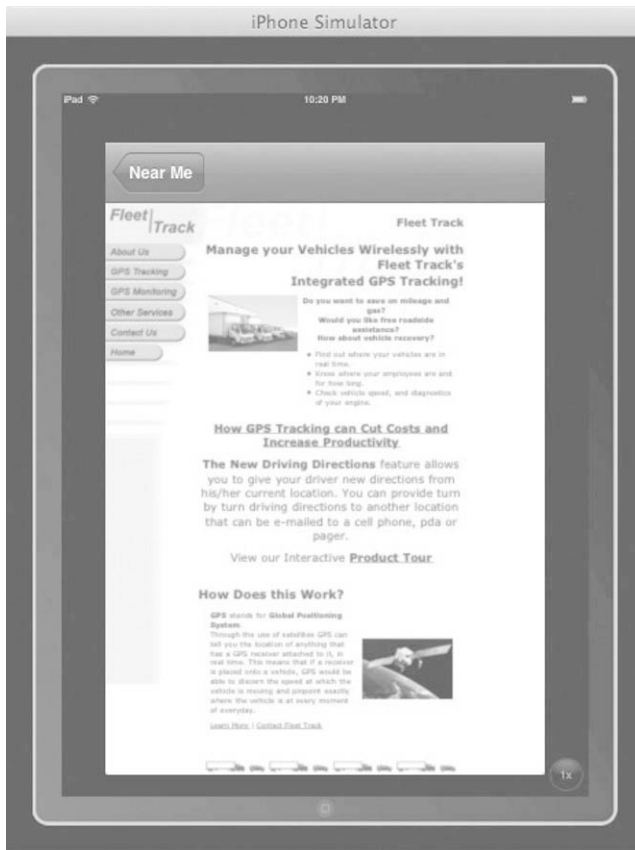 iPhone Simulator
iPad
10:20 PM
Near Me
Fleet
Track
Fleet Track
About Us
GPS Tracking
GPS Monitoring
Other Services
Contact Us
Home
Manage your Vehicles Wirelessly with
Fleet Track's
Integrated GPS Tracking!
Do you want to save on mileage and
gas?
Would you like free roadside
assistance?
How about vehicle recovery?
Find out where your vehicles are in
real time.
Know where your employees are and
for how long.
Check vehicle speed, and diagnostics
of your engine.
How GPS Tracking can Cut Costs and
Increase Productivity
The New Driving Directions feature allows
you to give your driver new directions from
his/her current location. You can provide turn
by turn driving directions to another location
that can be e-mailed to a cell phone, pda or
pager.
View our Interactive Product Tour
How Does this Work?
GPS stands for Global Positioning
System.
Through the use of satellites GPS can
tell you the location of anything that
has a GPS receiver attached to it, in
real time. This means that if a receiver
is placed onto a vehicle, GPS would be
able to discern the speed at which the
vehicle is moving and pinpoint exactly
where the vehicle is at every moment
of everyday.
Learn More | Contact Fleet Track
1x